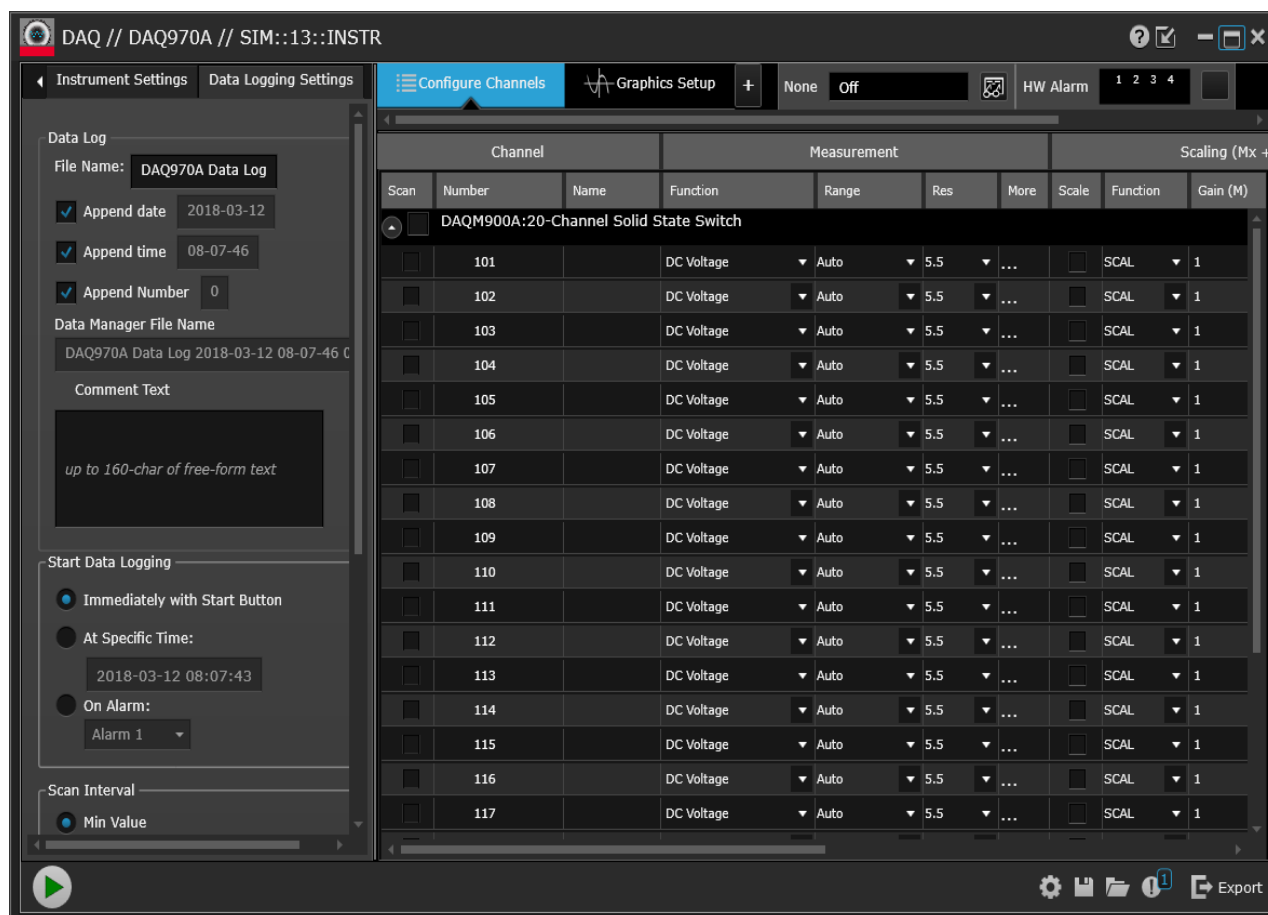 DAQ // DAQ970A // SIM::13::INSTR
Instrument Settings Data Logging Settings
Configure Channels Graphics Setup + None Off HW Alarm 1 2 3 4
Data Log
File Name: DAQ970A Data Log
Append date 2018-03-12
Append time 08-07-46
Append Number 0
Data Manager File Name
DAQ970A Data Log 2018-03-12 08-07-46 0
Comment Text
up to 160-char of free-form text
Start Data Logging
Immediately with Start Button
At Specific Time:
2018-03-12 08:07:43
On Alarm:
Alarm 1
Scan Interval
Min Value
Channel Measurement Scaling (Mx +
Scan Number Name Function Range Res More Scale Function Gain (M)
DAQM900A:20-Channel Solid State Switch
101 DC Voltage Auto 5.5 ... SCAL 1
102 DC Voltage Auto 5.5 ... SCAL 1
103 DC Voltage Auto 5.5 ... SCAL 1
104 DC Voltage Auto 5.5 ... SCAL 1
105 DC Voltage Auto 5.5 ... SCAL 1
106 DC Voltage Auto 5.5 ... SCAL 1
107 DC Voltage Auto 5.5 ... SCAL 1
108 DC Voltage Auto 5.5 ... SCAL 1
109 DC Voltage Auto 5.5 ... SCAL 1
110 DC Voltage Auto 5.5 ... SCAL 1
111 DC Voltage Auto 5.5 ... SCAL 1
112 DC Voltage Auto 5.5 ... SCAL 1
113 DC Voltage Auto 5.5 ... SCAL 1
114 DC Voltage Auto 5.5 ... SCAL 1
115 DC Voltage Auto 5.5 ... SCAL 1
116 DC Voltage Auto 5.5 ... SCAL 1
117 DC Voltage Auto 5.5 ... SCAL 1
1 Export